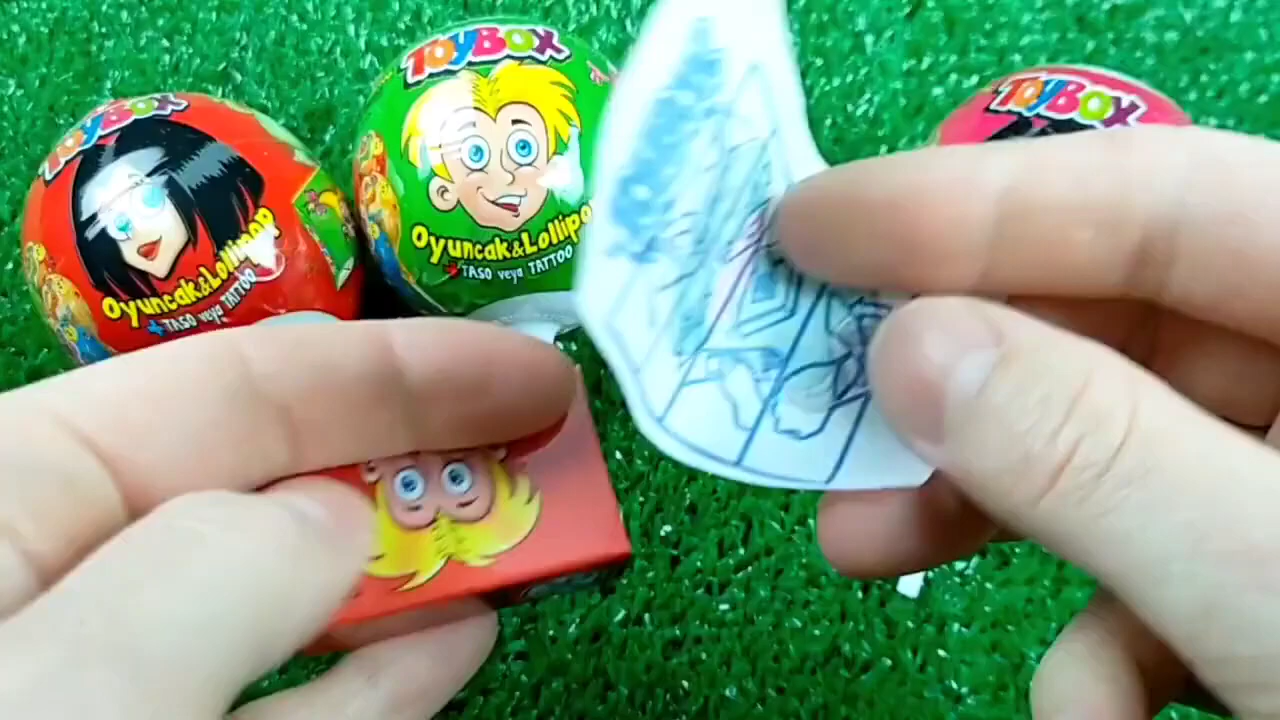 TOYBOX
Oyuncak&Lollipop
+ TASO veya TATTOO
TOYBOX
Oyuncak&Lollipo
+ TASO veya TATTOO
TOYBOX